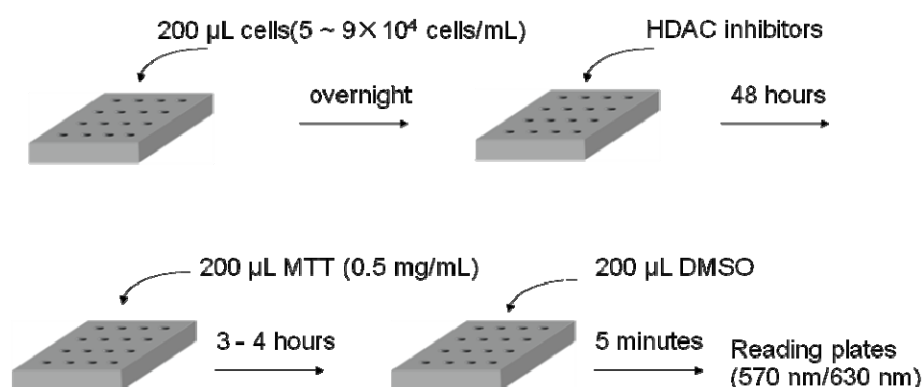 200 µL cells(5 ~ 9×10⁴ cells/mL)
HDAC inhibitors
overnight
48 hours
200 µL MTT (0.5 mg/mL)
200 µL DMSO
3 - 4 hours
5 minutes
Reading plates
(570 nm/630 nm)